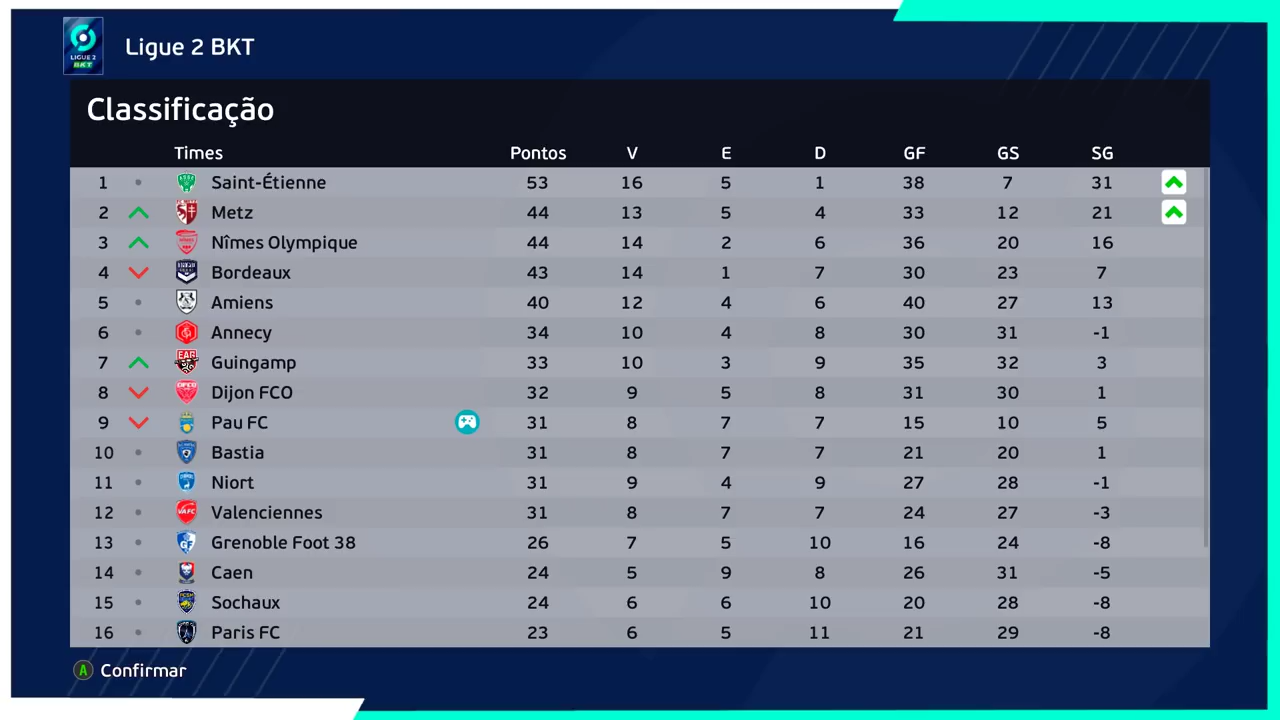 LIGUE 2
BKT
Ligue 2 BKT
Classificação
Times Pontos V E D GF GS SG
1 Saint-Étienne 53 16 5 1 38 7 31
2 Metz 44 13 5 4 33 12 21
3 Nîmes Olympique 44 14 2 6 36 20 16
4 Bordeaux 43 14 1 7 30 23 7
5 Amiens 40 12 4 6 40 27 13
6 Annecy 34 10 4 8 30 31 -1
7 Guingamp 33 10 3 9 35 32 3
8 Dijon FCO 32 9 5 8 31 30 1
9 Pau FC 31 8 7 7 15 10 5
10 Bastia 31 8 7 7 21 20 1
11 Niort 31 9 4 9 27 28 -1
12 Valenciennes 31 8 7 7 24 27 -3
13 Grenoble Foot 38 26 7 5 10 16 24 -8
14 Caen 24 5 9 8 26 31 -5
15 Sochaux 24 6 6 10 20 28 -8
16 Paris FC 23 6 5 11 21 29 -8
A Confirmar